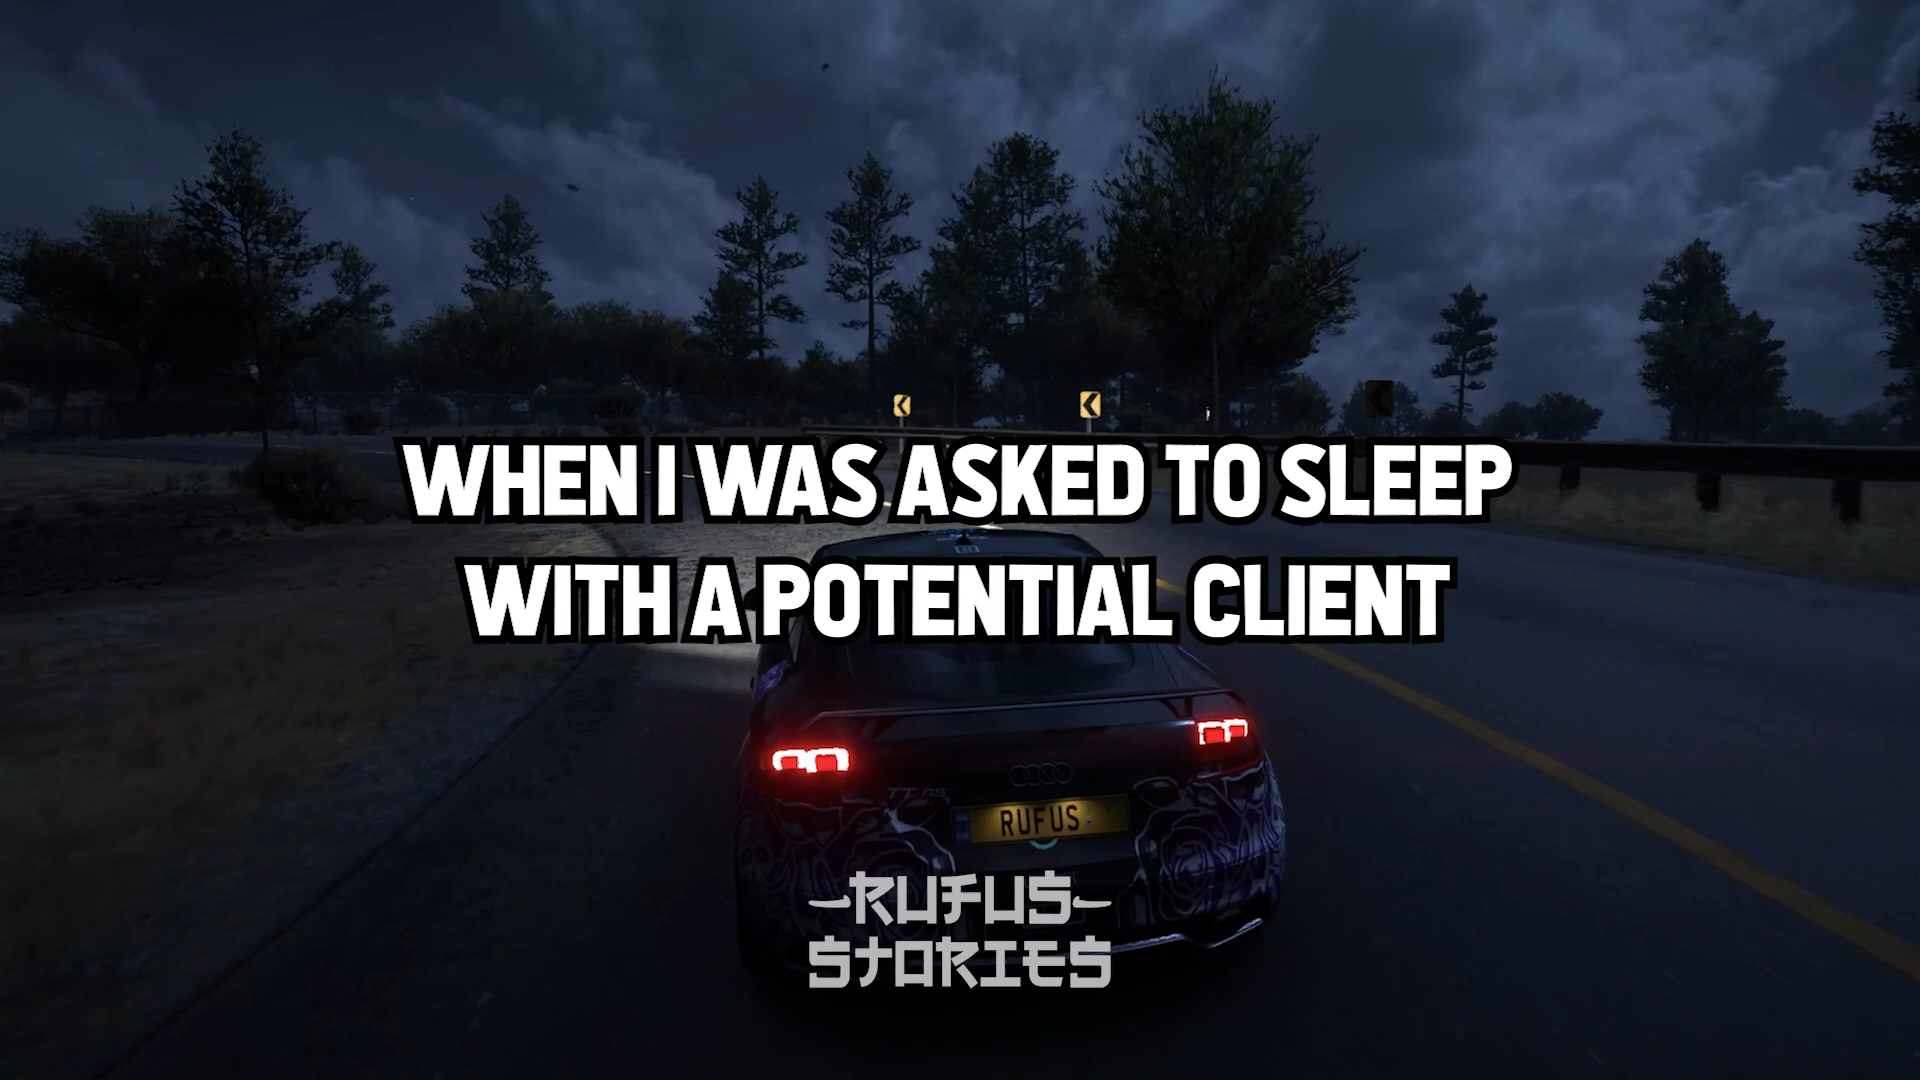 WHEN I WAS ASKED TO SLEEP
WITH A POTENTIAL CLIENT
TT RS
RUFUS
RUFUS
STORIES